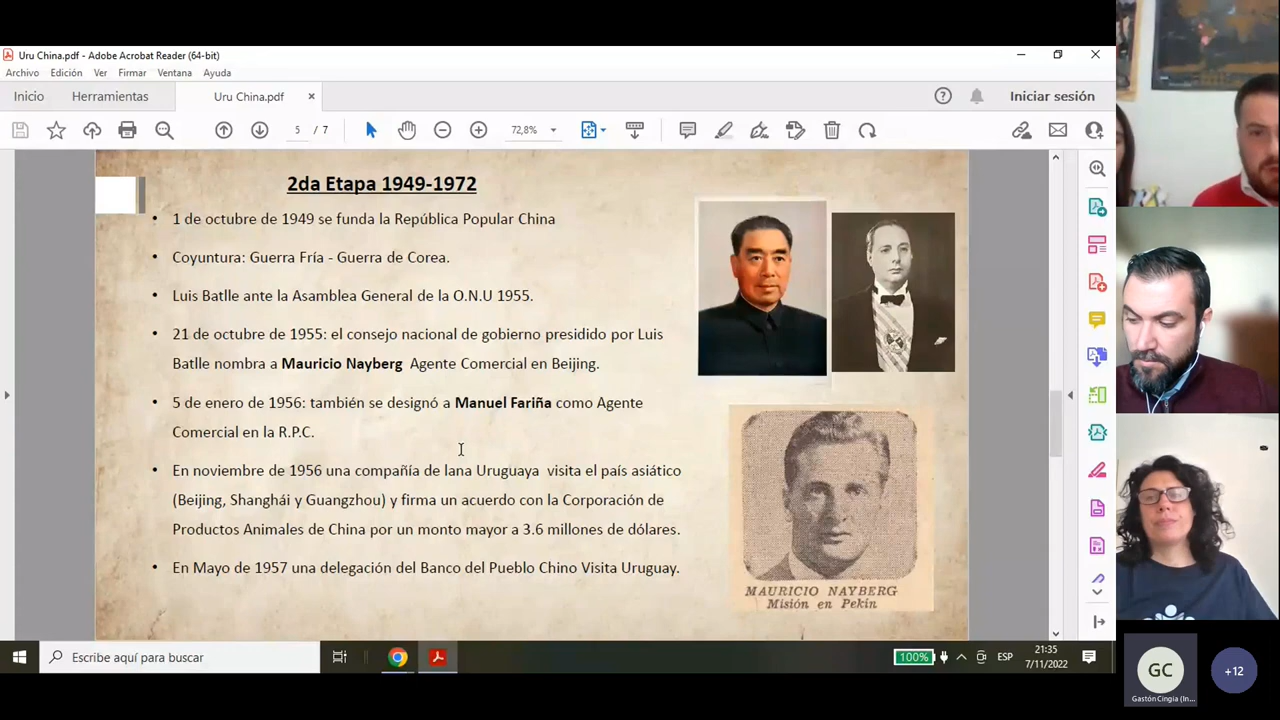 Uru China.pdf - Adobe Acrobat Reader (64-bit)
Archivo Edición Ver Firmar Ventana Ayuda
Inicio Herramientas Uru China.pdf Iniciar sesión
5 / 7 72,8%
2da Etapa 1949-1972
• 1 de octubre de 1949 se funda la República Popular China
• Coyuntura: Guerra Fría - Guerra de Corea.
• Luis Batlle ante la Asamblea General de la O.N.U 1955.
• 21 de octubre de 1955: el consejo nacional de gobierno presidido por Luis
Batlle nombra a Mauricio Nayberg Agente Comercial en Beijing.
• 5 de enero de 1956: también se designó a Manuel Fariña como Agente
Comercial en la R.P.C.
• En noviembre de 1956 una compañía de lana Uruguaya visita el país asiático
(Beijing, Shanghái y Guangzhou) y firma un acuerdo con la Corporación de
Productos Animales de China por un monto mayor a 3.6 millones de dólares.
• En Mayo de 1957 una delegación del Banco del Pueblo Chino Visita Uruguay.
MAURICIO NAYBERG
Misión en Pekín
Escribe aquí para buscar
100% ESP 21:35
7/11/2022
GC
Gastón Cingia (In...
+12